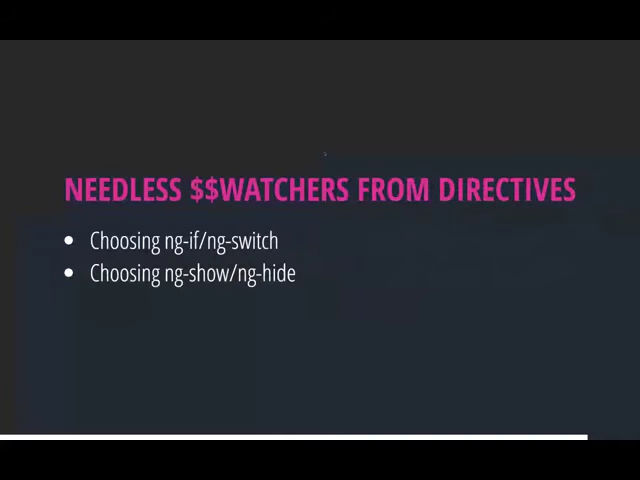 NEEDLESS $$WATCHERS FROM DIRECTIVES
Choosing ng-if/ng-switch
Choosing ng-show/ng-hide